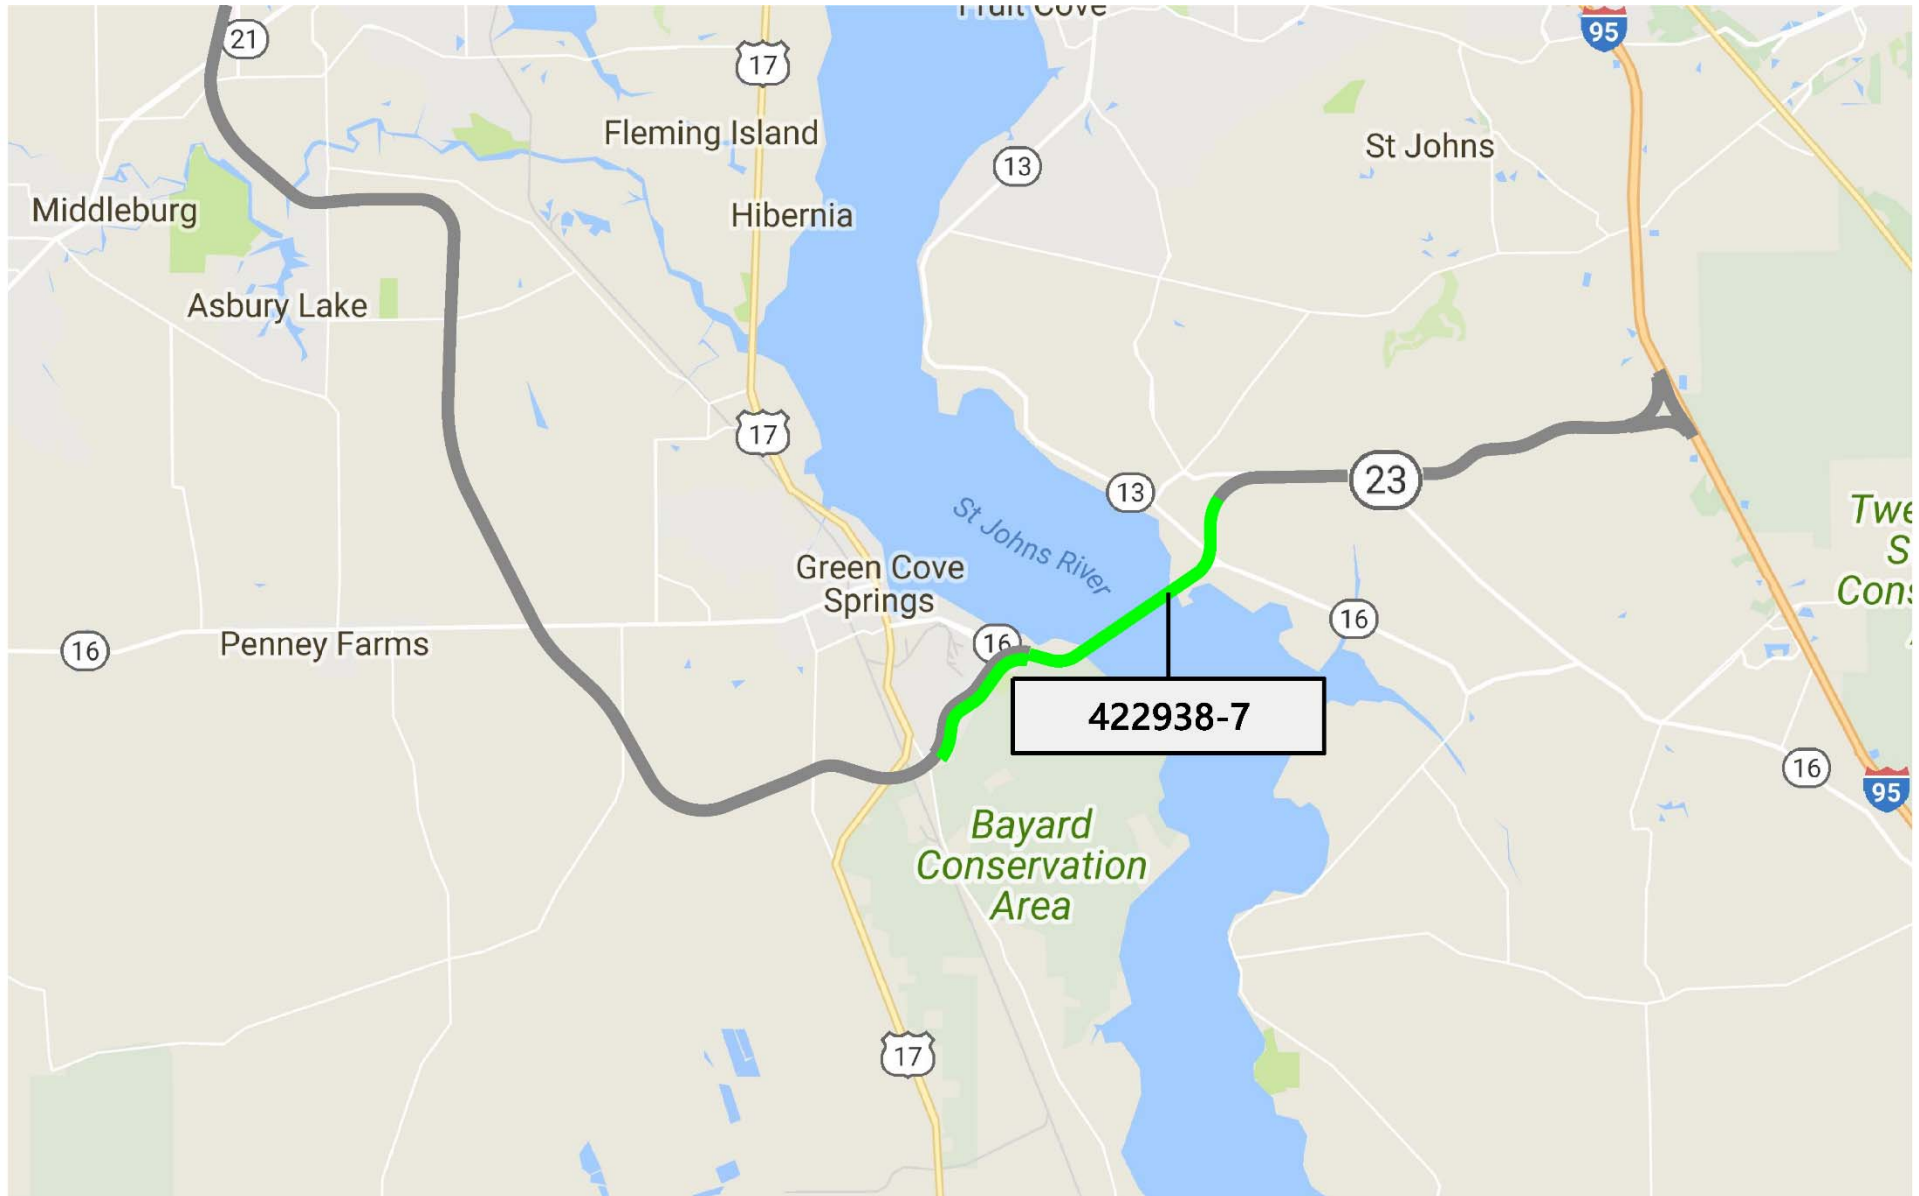 Fruit Cove
21
17
95
Fleming Island
13
St Johns
Middleburg
Hibernia
Asbury Lake
17
13
23
St Johns River
Green Cove
Springs
16
16
Penney Farms
16
422938-7
16
95
Bayard
Conservation
Area
17